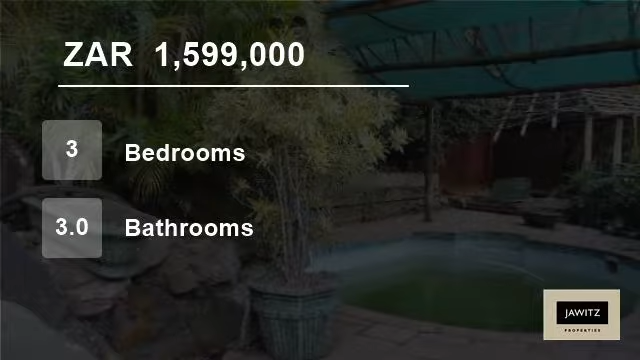 ZAR 1,599,000
3 Bedrooms
3.0 Bathrooms
JAWITZ
PROPERTIES